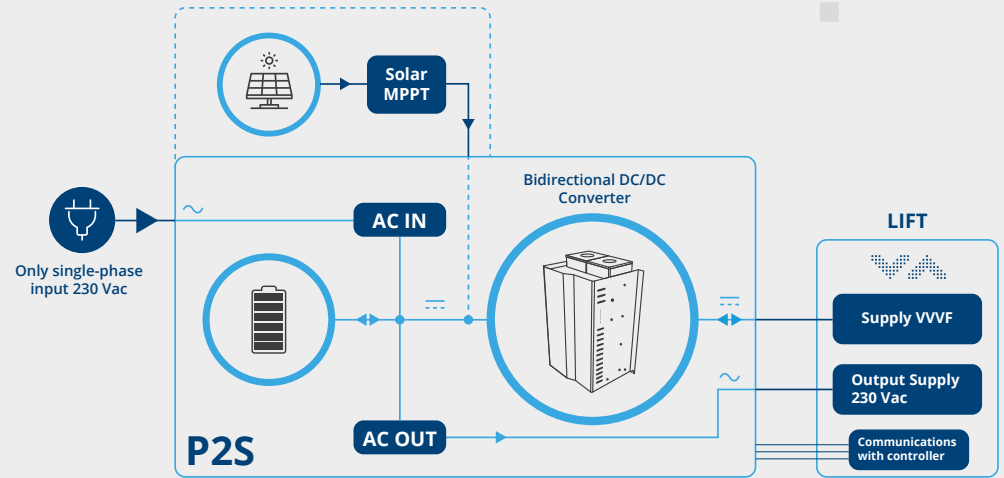 Solar
MPPT
Bidirectional DC/DC
Converter
AC IN
LIFT
Only single-phase
input 230 Vac
Supply VVVF
Output Supply
230 Vac
AC OUT
P2S
Communications
with controller